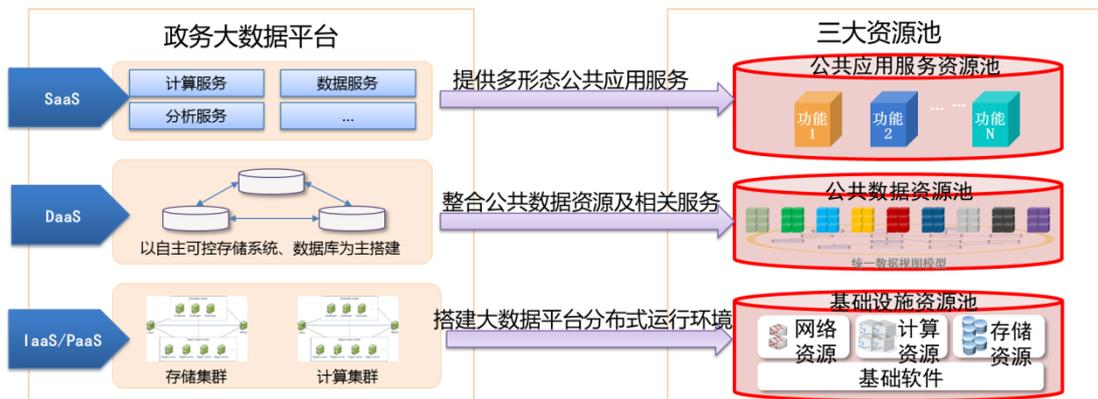 政务大数据平台
三大资源池
SaaS
计算服务
数据服务
分析服务
...
提供多形态公共应用服务
公共应用服务资源池
功能
1
功能
2
... ...
功能
N
DaaS
以自主可控存储系统、数据库为主搭建
整合公共数据资源及相关服务
公共数据资源池
统一数据视图模型
IaaS/PaaS
存储集群
计算集群
搭建大数据平台分布式运行环境
基础设施资源池
网络
资源
计算
资源
存储
资源
基础软件